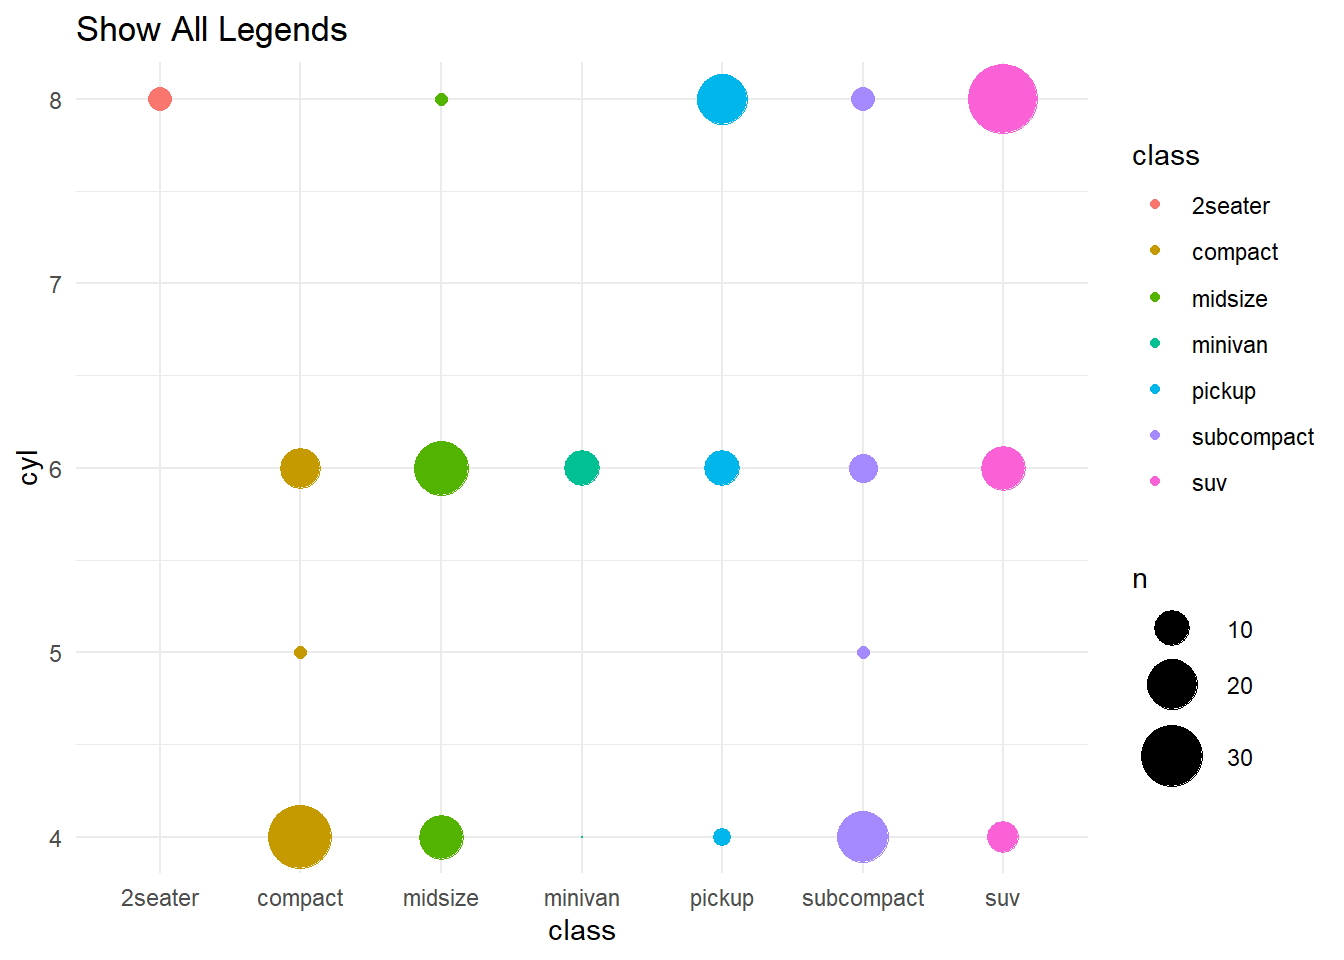 Show All Legends
8
7
6
5
4
cyl
2seater compact midsize minivan pickup subcompact suv
class
class
2seater
compact
midsize
minivan
pickup
subcompact
suv
n
10
20
30